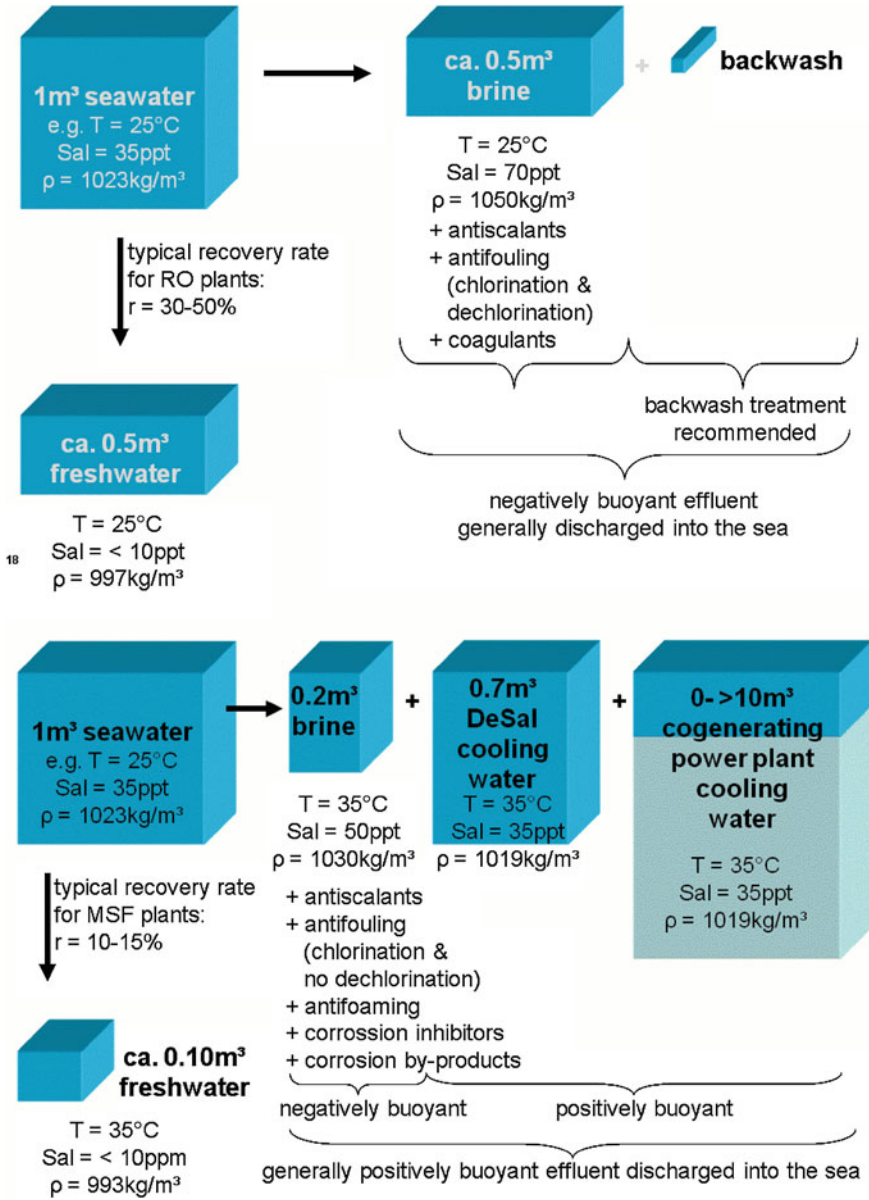 1m³ seawater
e.g. T = 25°C
Sal = 35ppt
ρ = 1023kg/m³
ca. 0.5m³
brine
+
backwash
T = 25°C
Sal = 70ppt
ρ = 1050kg/m³
+ antiscalants
+ antifouling
(chlorination &
dechlorination)
+ coagulants
typical recovery rate
for RO plants:
r = 30-50%
backwash treatment
recommended
negatively buoyant effluent
generally discharged into the sea
ca. 0.5m³
freshwater
T = 25°C
Sal = < 10ppt
ρ = 997kg/m³
18
1m³ seawater
e.g. T = 25°C
Sal = 35ppt
ρ = 1023kg/m³
0.2m³
brine
+
0.7m³
DeSal
cooling
water
+
0- >10m³
cogenerating
power plant
cooling
water
T = 35°C
Sal = 50ppt
ρ = 1030kg/m³
T = 35°C
Sal = 35ppt
ρ = 1019kg/m³
T = 35°C
Sal = 35ppt
ρ = 1019kg/m³
+ antiscalants
+ antifouling
(chlorination &
no dechlorination)
+ antifoaming
+ corrossion inhibitors
+ corrosion by-products
typical recovery rate
for MSF plants:
r = 10-15%
ca. 0.10m³
freshwater
T = 35°C
Sal = < 10ppm
ρ = 993kg/m³
negatively buoyant
positively buoyant
generally positively buoyant effluent discharged into the sea